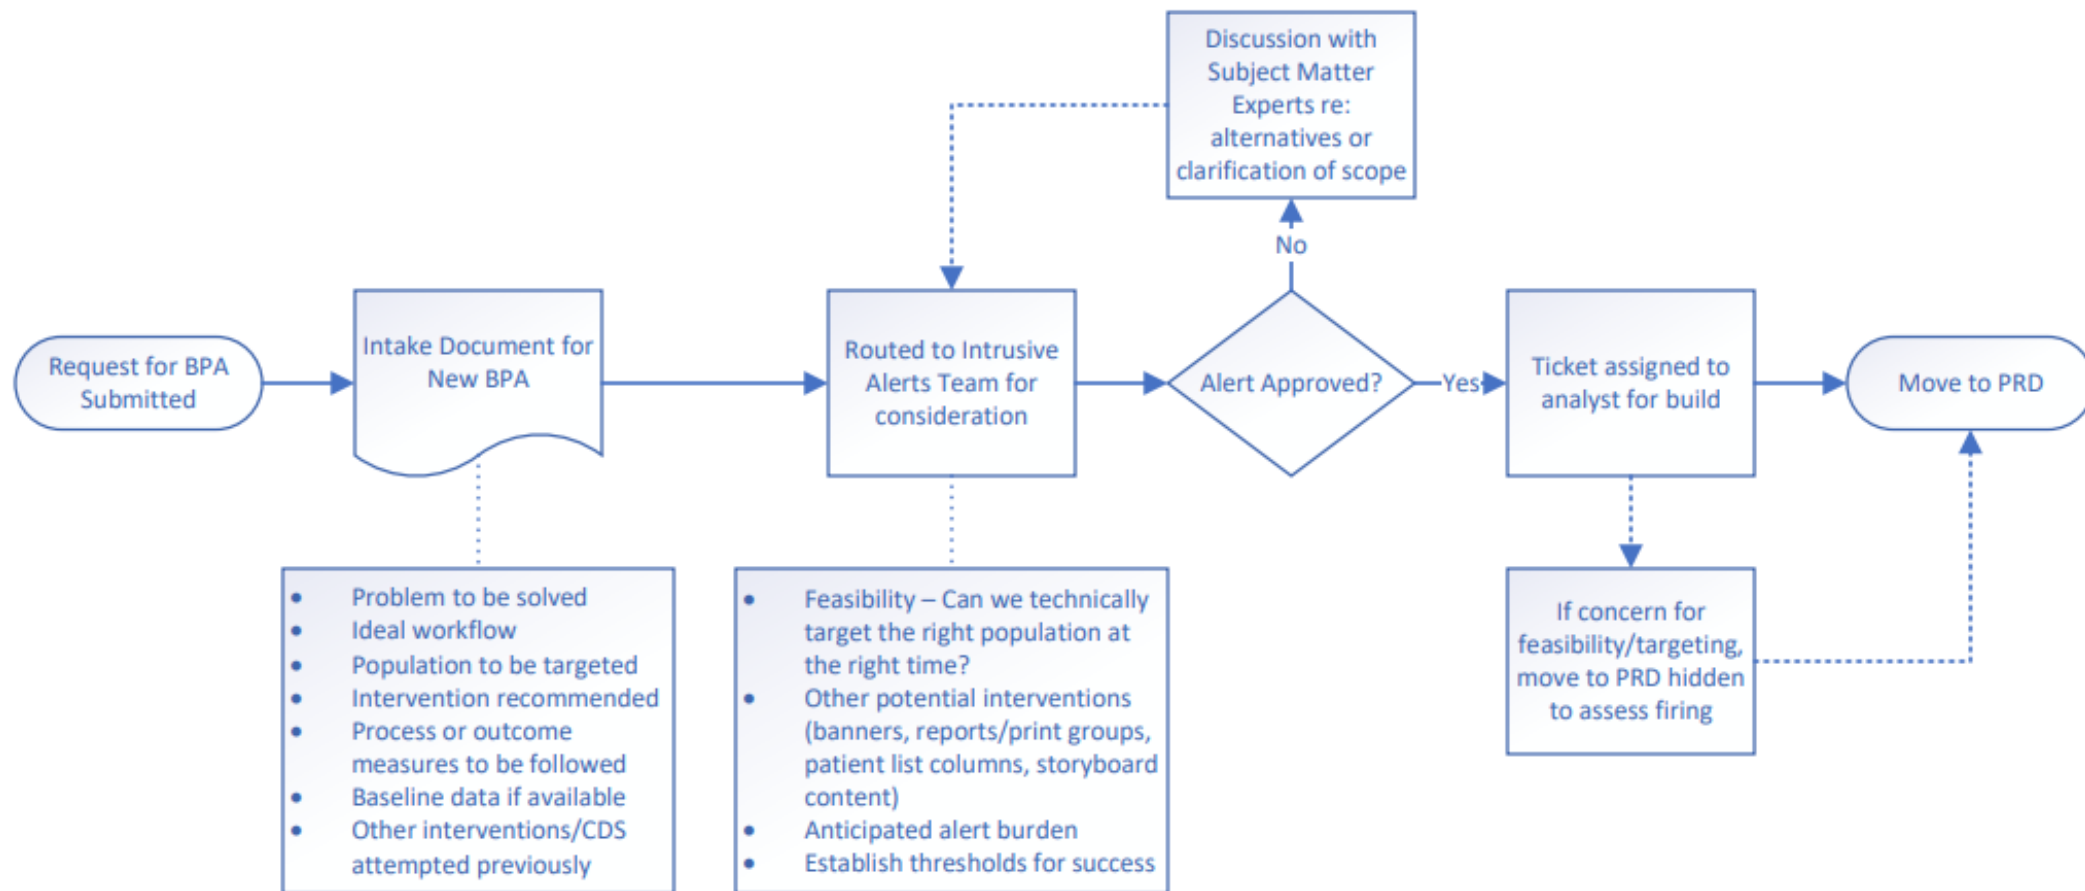 Discussion with
Subject Matter
Experts re:
alternatives or
clarification of scope
No
Request for BPA
Submitted
Intake Document for
New BPA
Routed to Intrusive
Alerts Team for
consideration
Alert Approved?
Yes
Ticket assigned to
analyst for build
Move to PRD
• Problem to be solved
• Ideal workflow
• Population to be targeted
• Intervention recommended
• Process or outcome
measures to be followed
• Baseline data if available
• Other interventions/CDS
attempted previously
• Feasibility – Can we technically
target the right population at
the right time?
• Other potential interventions
(banners, reports/print groups,
patient list columns, storyboard
content)
• Anticipated alert burden
• Establish thresholds for success
If concern for
feasibility/targeting,
move to PRD hidden
to assess firing